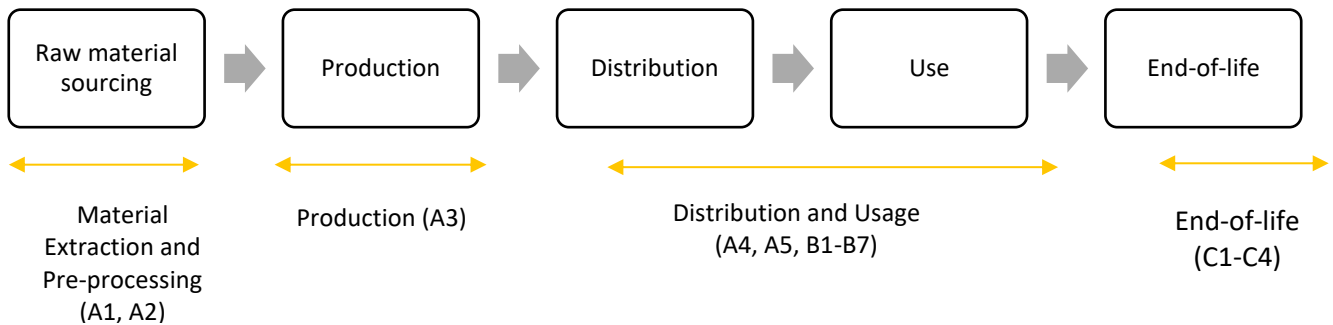 Raw material
sourcing
Production
Distribution
Use
End-of-life
Material
Extraction and
Pre-processing
(A1, A2)
Production (A3)
Distribution and Usage
(A4, A5, B1-B7)
End-of-life
(C1-C4)